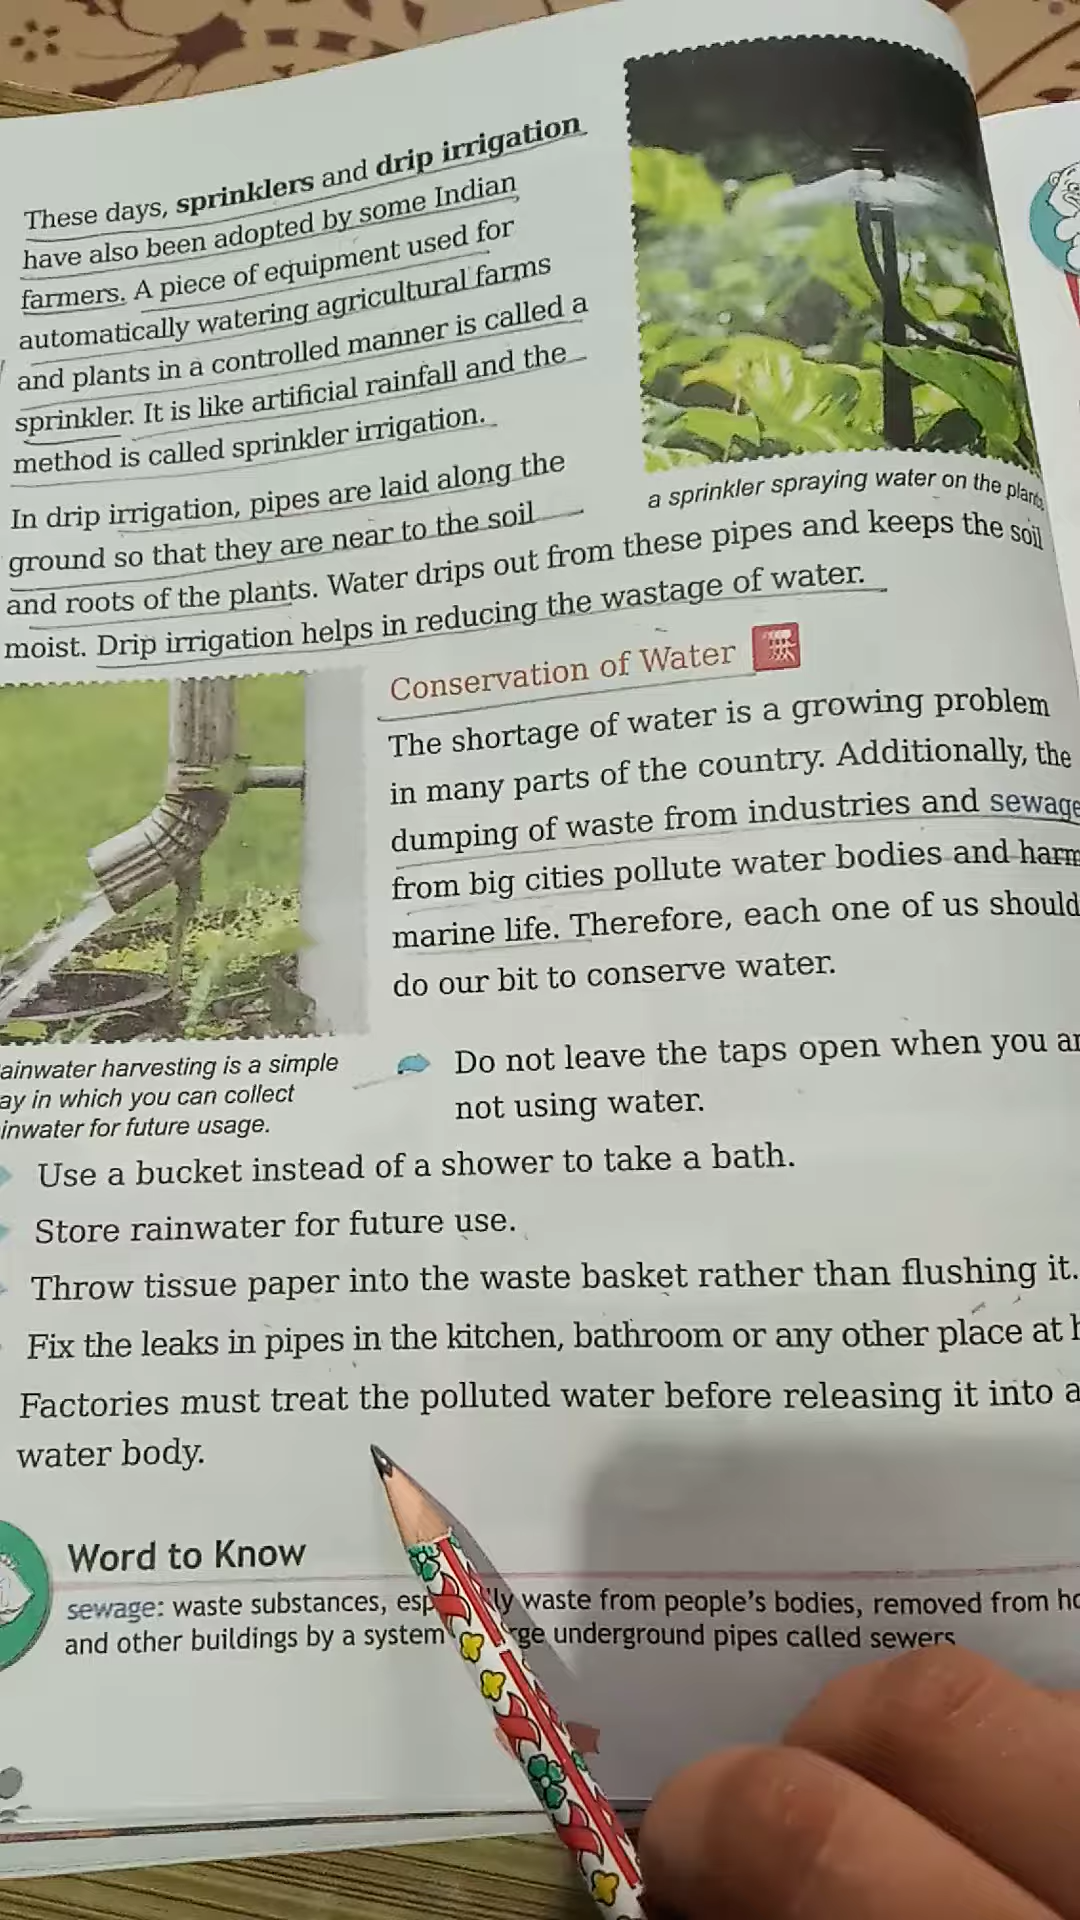 These days, sprinklers and drip irrigation
have also been adopted by some Indian
farmers. A piece of equipment used for
automatically watering agricultural farms
and plants in a controlled manner is called a
sprinkler. It is like artificial rainfall and the
method is called sprinkler irrigation.
a sprinkler spraying water on the plants
In drip irrigation, pipes are laid along the
ground so that they are near to the soil
and roots of the plants. Water drips out from these pipes and keeps the soil
moist. Drip irrigation helps in reducing the wastage of water.
Conservation of Water
The shortage of water is a growing problem
in many parts of the country. Additionally, the
dumping of waste from industries and sewage
from big cities pollute water bodies and harm
marine life. Therefore, each one of us should
do our bit to conserve water.
ainwater harvesting is a simple
ay in which you can collect
inwater for future usage.
Do not leave the taps open when you ar
not using water.
Use a bucket instead of a shower to take a bath.
Store rainwater for future use.
Throw tissue paper into the waste basket rather than flushing it.
Fix the leaks in pipes in the kitchen, bathroom or any other place at h
Factories must treat the polluted water before releasing it into a
water body.
Word to Know
sewage: waste substances, esp lly waste from people's bodies, removed from ho
and other buildings by a system rge underground pipes called sewers